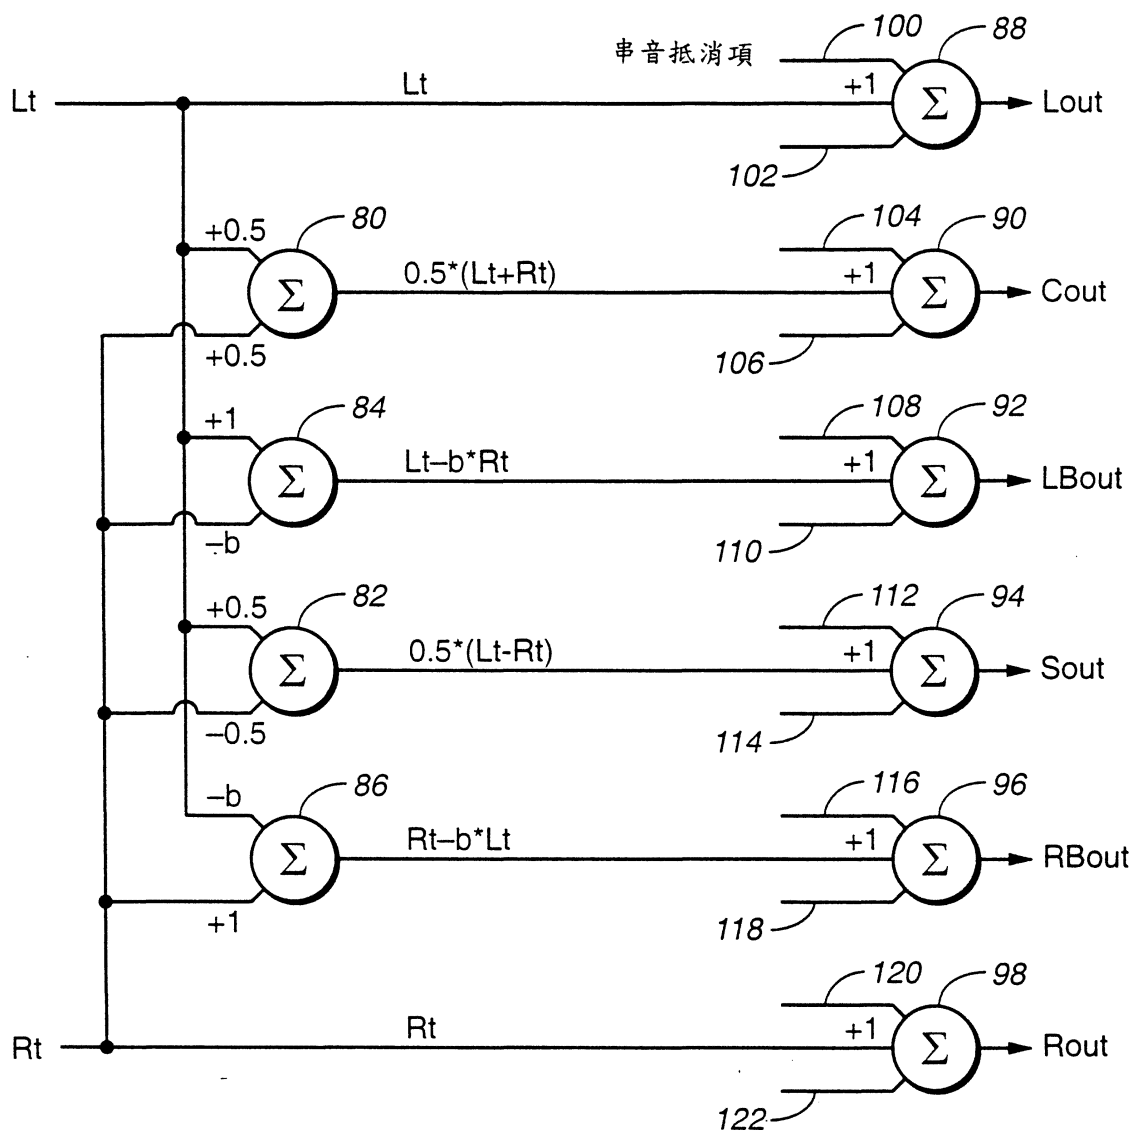 100
88
串音抵消項
Lt
Lt
+1
Σ
Lout
102
80
104
90
+0.5
Σ
0.5*(Lt+Rt)
+1
Σ
Cout
+0.5
106
84
108
92
+1
Σ
Lt–b*Rt
+1
Σ
LBout
–b
110
82
112
94
+0.5
Σ
0.5*(Lt-Rt)
+1
Σ
Sout
–0.5
114
86
116
96
–b
Σ
Rt–b*Lt
+1
Σ
RBout
+1
118
120
98
Rt
Rt
+1
Σ
Rout
122